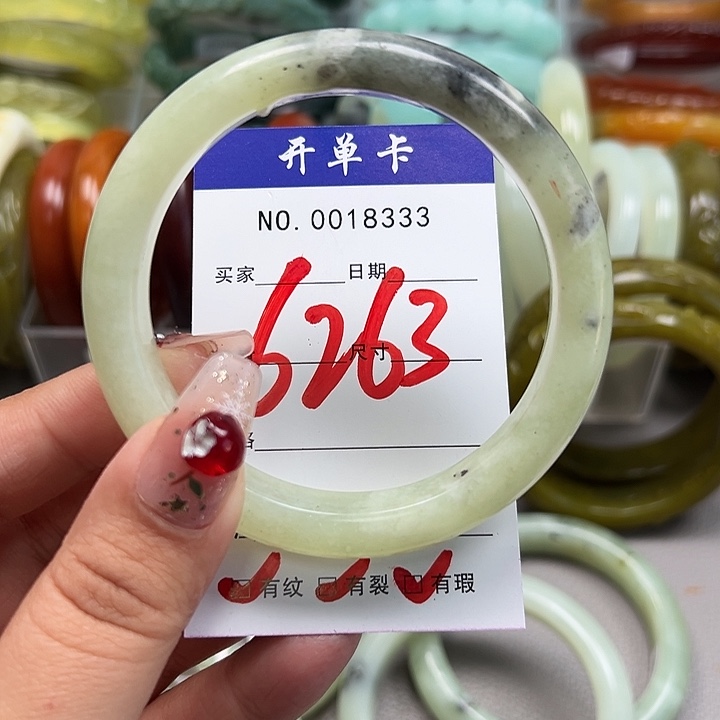 开单卡
NO. 0018333
买家 日期
6263
尺寸
有纹 有裂 有瑕